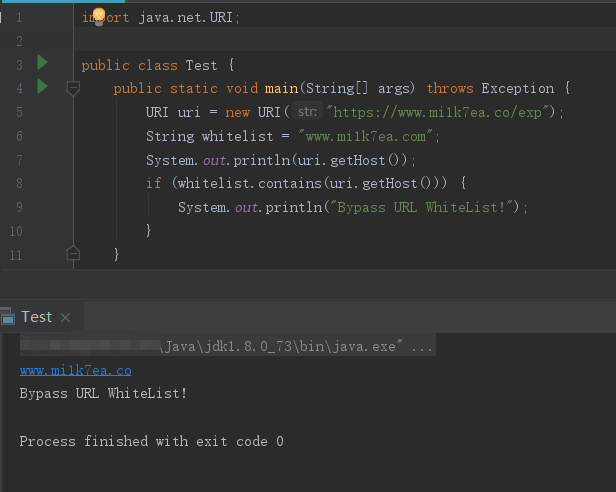 1 import java.net.URI;
2
3 public class Test {
4 public static void main(String[] args) throws Exception {
5 URI uri = new URI( str: "https://www.mi1k7ea.co/exp");
6 String whitelist = "www.mi1k7ea.com";
7 System.out.println(uri.getHost());
8 if (whitelist.contains(uri.getHost())) {
9 System.out.println("Bypass URL WhiteList!");
10 }
11 }
Test ×
\Java\jdk1.8.0_73\bin\java.exe" ...
www.mi1k7ea.co
Bypass URL WhiteList!
Process finished with exit code 0